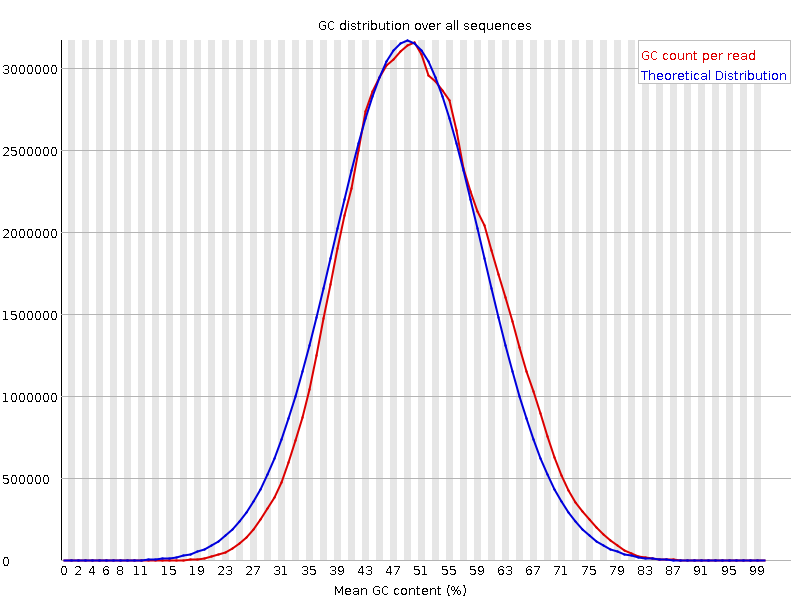 GC distribution over all sequences
GC count per read
Theoretical Distribution
3000000
2500000
2000000
1500000
1000000
500000
0
0 2 4 6 8 11 15 19 23 27 31 35 39 43 47 51 55 59 63 67 71 75 79 83 87 91 95 99
Mean GC content (%)